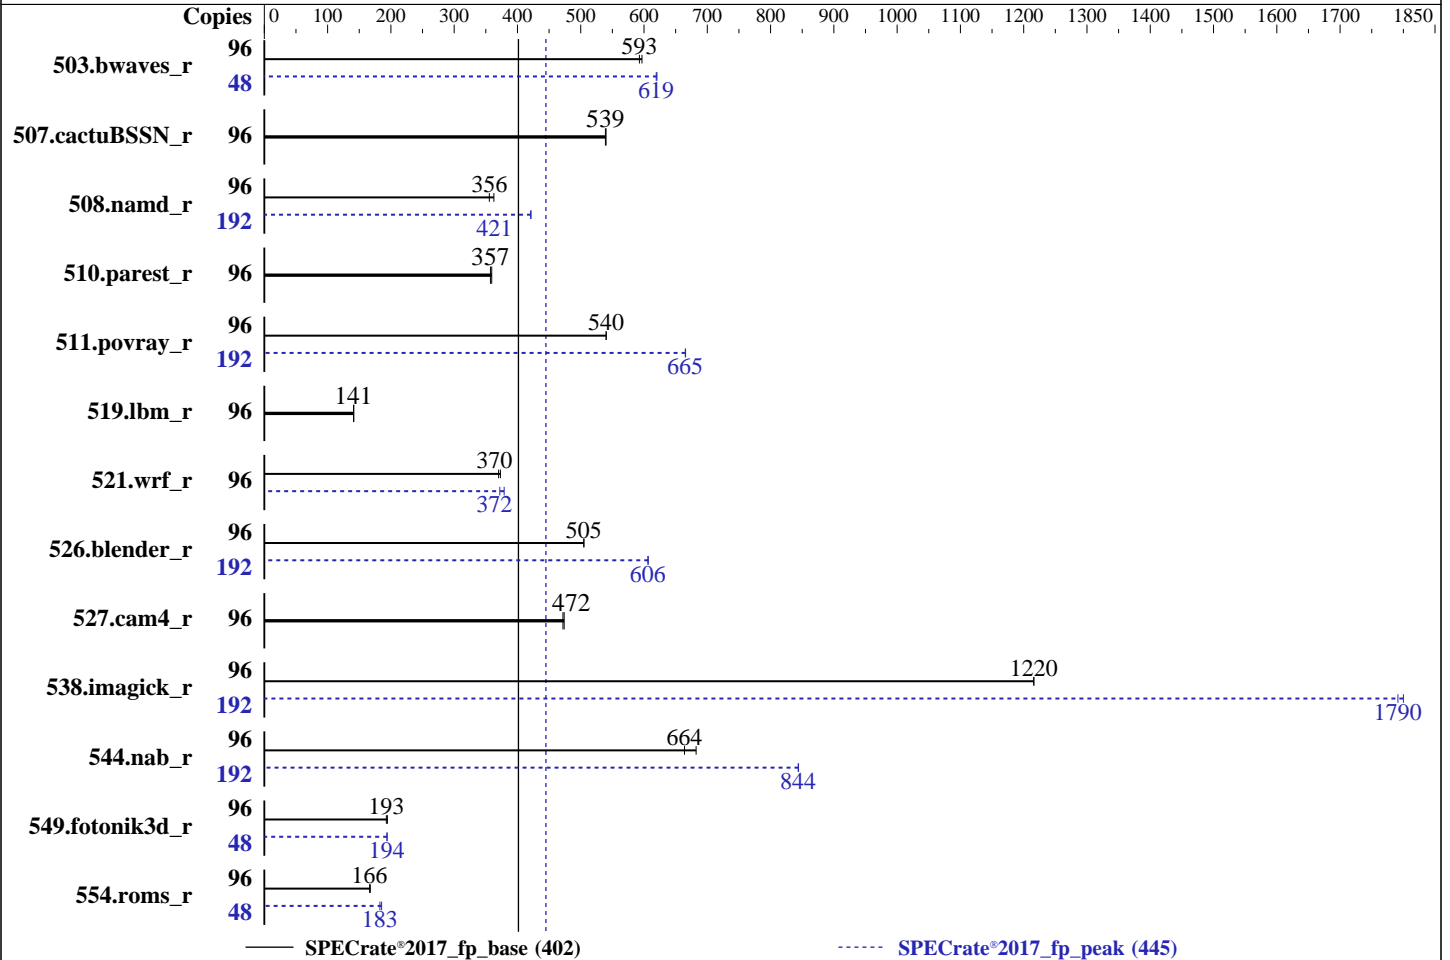 Copies 0 100 200 300 400 500 600 700 800 900 1000 1100 1200 1300 1400 1500 1600 1700 1850
503.bwaves_r 96 593
48 619
507.cactuBSSN_r 96 539
508.namd_r 96 356
192 421
510.parest_r 96 357
511.povray_r 96 540
192 665
519.lbm_r 96 141
521.wrf_r 96 370
372
526.blender_r 96 505
192 606
527.cam4_r 96 472
538.imagick_r 96 1220
192 1790
544.nab_r 96 664
192 844
549.fotonik3d_r 96 193
48 194
554.roms_r 96 166
48 183
SPECrate®2017_fp_base (402) SPECrate®2017_fp_peak (445)